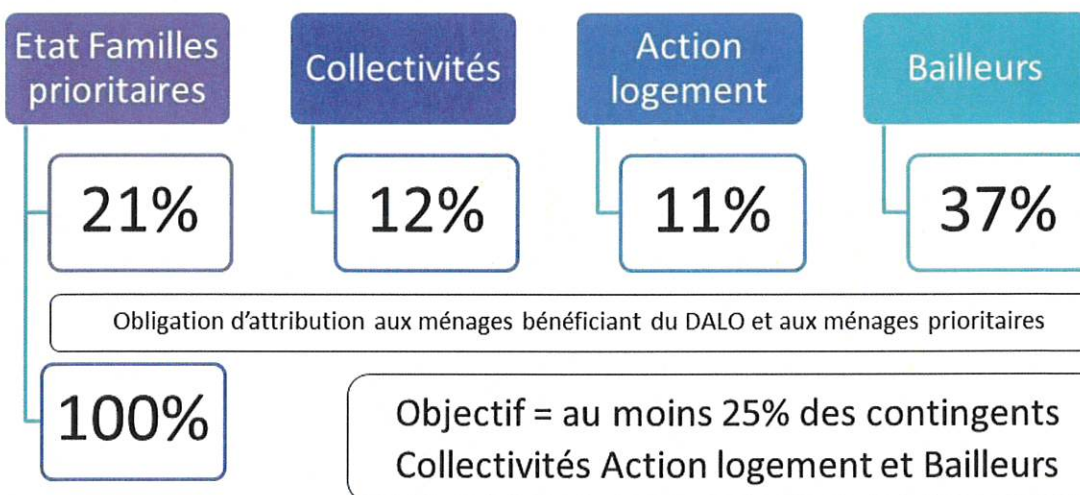 Etat Familles
prioritaires
Collectivités
Action
logement
Bailleurs
21%
12%
11%
37%
Obligation d'attribution aux ménages bénéficiant du DALO et aux ménages prioritaires
100%
Objectif = au moins 25% des contingents
Collectivités Action logement et Bailleurs